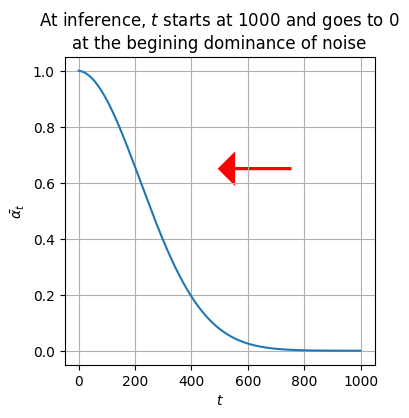 At inference, t starts at 1000 and goes to 0
at the begining dominance of noise
1.0
0.8
0.6
0.4
0.2
0.0
ᾱₜ
0 200 400 600 800 1000
t